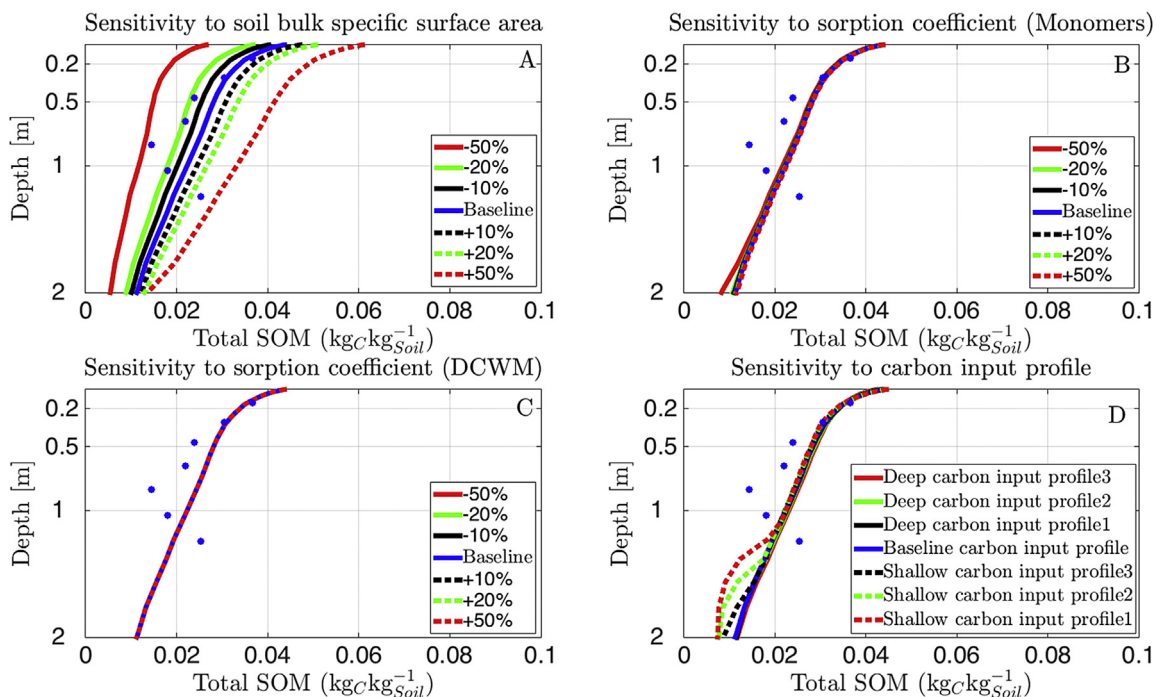 Sensitivity to soil bulk specific surface area
A
0.2
0.5
1
2
Depth [m]
-50%
-20%
-10%
Baseline
+10%
+20%
+50%
0 0.02 0.04 0.06 0.08 0.1
Total SOM (kg_C kg_Soil^-1)
Sensitivity to sorption coefficient (Monomers)
B
0.2
0.5
1
2
Depth [m]
-50%
-20%
-10%
Baseline
+10%
+20%
+50%
0 0.02 0.04 0.06 0.08 0.1
Total SOM (kg_C kg_Soil^-1)
Sensitivity to sorption coefficient (DCWM)
C
0.2
0.5
1
2
Depth [m]
-50%
-20%
-10%
Baseline
+10%
+20%
+50%
0 0.02 0.04 0.06 0.08 0.1
Total SOM (kg_C kg_Soil^-1)
Sensitivity to carbon input profile
D
0.2
0.5
1
2
Depth [m]
Deep carbon input profile3
Deep carbon input profile2
Deep carbon input profile1
Baseline carbon input profile
Shallow carbon input profile3
Shallow carbon input profile2
Shallow carbon input profile1
0 0.02 0.04 0.06 0.08 0.1
Total SOM (kg_C kg_Soil^-1)